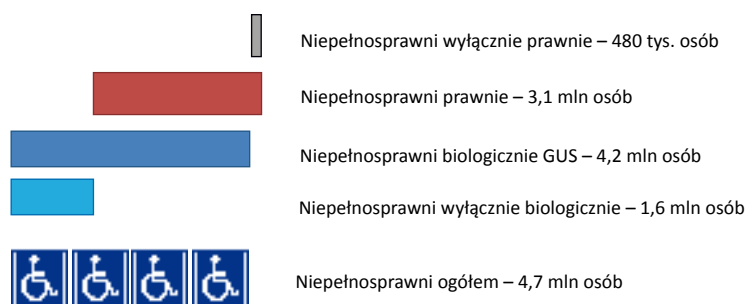 Niepełnosprawni wyłącznie prawnie – 480 tys. osób
Niepełnosprawni prawnie – 3,1 mln osób
Niepełnosprawni biologicznie GUS – 4,2 mln osób
Niepełnosprawni wyłącznie biologicznie – 1,6 mln osób
Niepełnosprawni ogółem – 4,7 mln osób